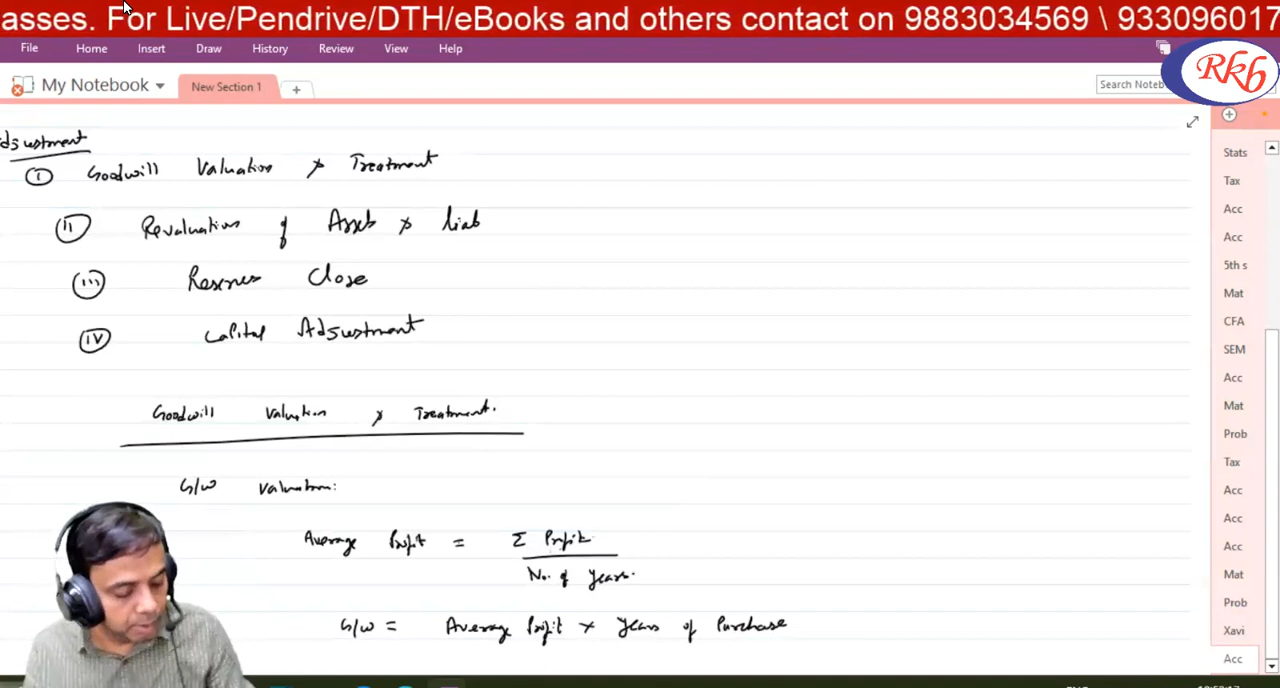 asses. For Live/Pendrive/DTH/eBooks and others contact on 9883034569 \ 933096017
File Home Insert Draw History Review View Help
My Notebook New Section 1 + Search Noteb
Rkb
Adjustment
(i) Goodwill Valuation & Treatment
(ii) Revaluation of Asset & Liab
(iii) Reserves Close
(iv) Capital Adjustment
Goodwill Valuation & Treatment.
G/W Valuation:
Average Profit = Σ Profit
No. of Years.
G/W = Average Profit × Years of Purchase
Stats
Tax
Acc
Acc
5th s
Mat
CFA
SEM
Acc
Mat
Prob
Tax
Acc
Acc
Acc
Mat
Prob
Xavi
Acc